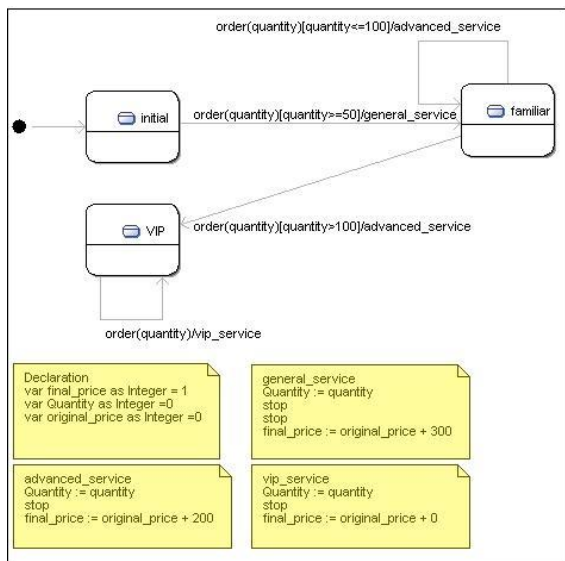 order(quantity)[quantity<=100]/advanced_service
initial
order(quantity)[quantity>=50]/general_service
familiar
VIP
order(quantity)[quantity>100]/advanced_service
order(quantity)/vip_service
Declaration
var final_price as Integer = 1
var Quantity as Integer =0
var original_price as Integer =0
general_service
Quantity := quantity
stop
stop
final_price := original_price + 300
advanced_service
Quantity := quantity
stop
final_price := original_price + 200
vip_service
Quantity := quantity
stop
final_price := original_price + 0